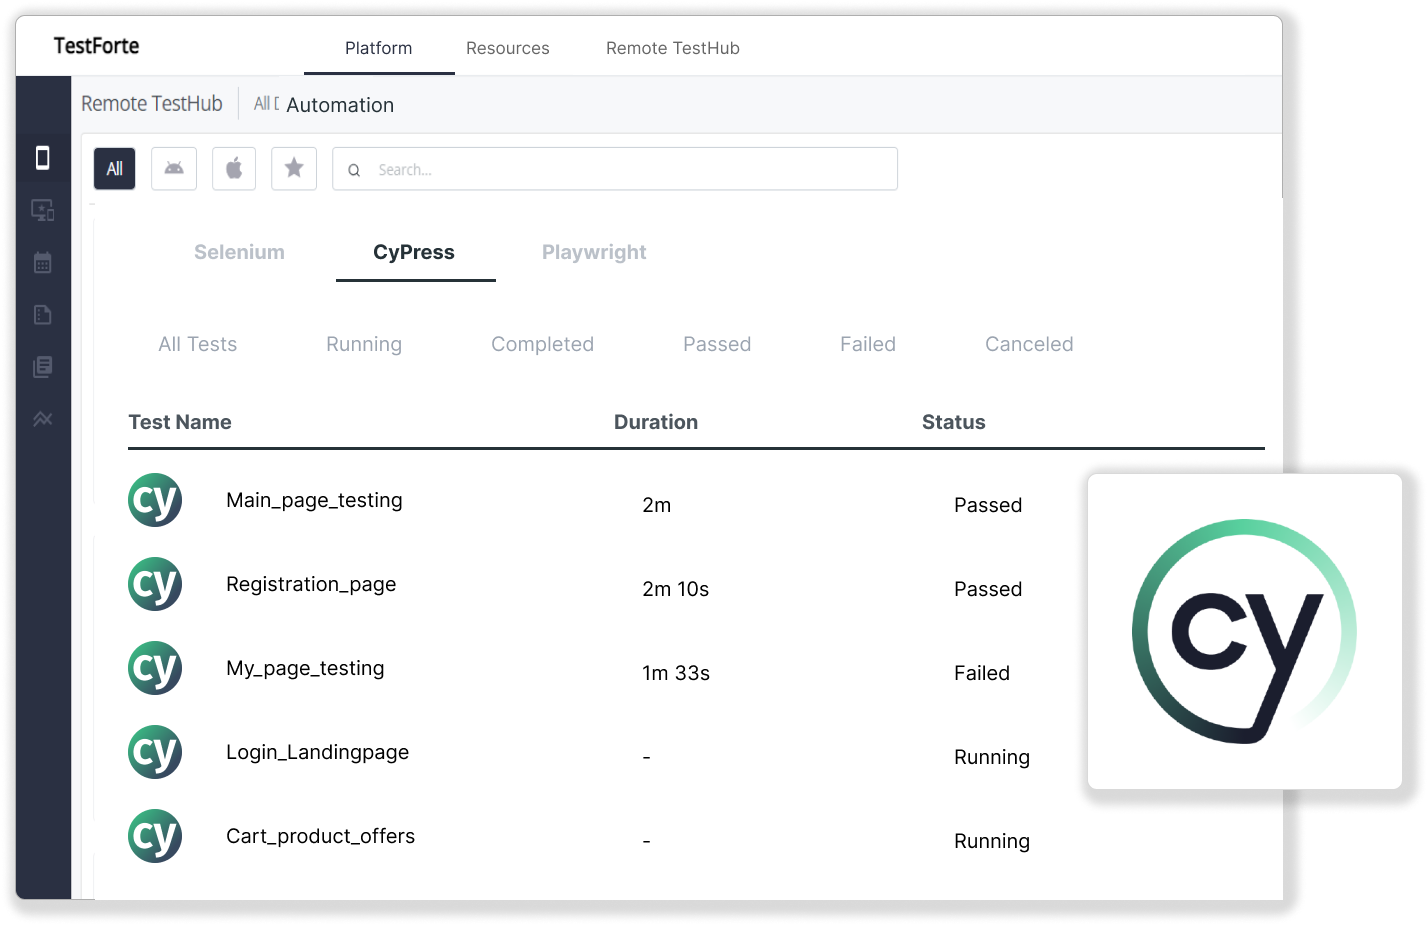 TestForte
Platform Resources Remote TestHub
Remote TestHub All D Automation
All Search...
Selenium CyPress Playwright
All Tests Running Completed Passed Failed Canceled
Test Name Duration Status
cy Main_page_testing 2m Passed
cy Registration_page 2m 10s Passed
cy My_page_testing 1m 33s Failed
cy Login_Landingpage - Running
cy Cart_product_offers - Running
cy